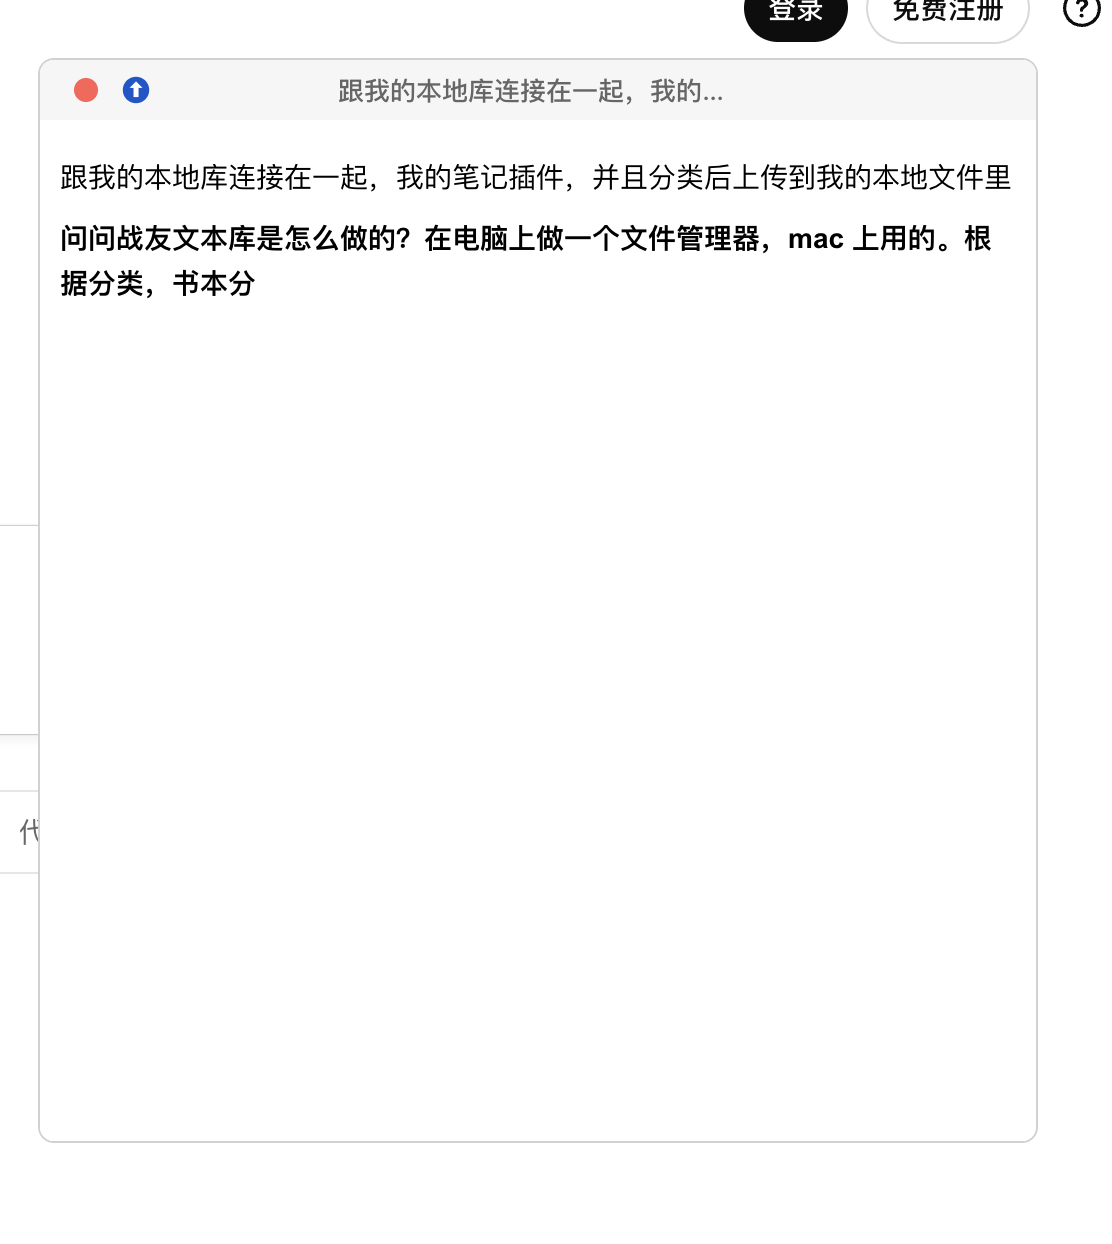 登录 免费注册 ?
跟我的本地库连接在一起，我的...
跟我的本地库连接在一起，我的笔记插件，并且分类后上传到我的本地文件里
问问战友文本库是怎么做的？在电脑上做一个文件管理器，mac 上用的。根
据分类，书本分